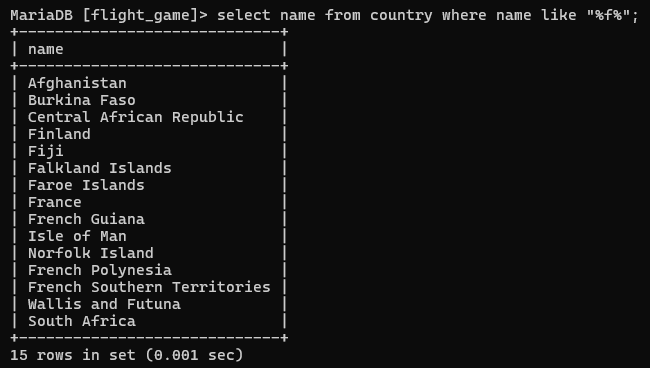 MariaDB [flight_game]> select name from country where name like "%f%";
+----------------------------+
| name                       |
+----------------------------+
| Afghanistan                |
| Burkina Faso               |
| Central African Republic   |
| Finland                    |
| Fiji                       |
| Falkland Islands           |
| Faroe Islands              |
| France                     |
| French Guiana              |
| Isle of Man                |
| Norfolk Island             |
| French Polynesia           |
| French Southern Territories |
| Wallis and Futuna          |
| South Africa               |
+----------------------------+
15 rows in set (0.001 sec)